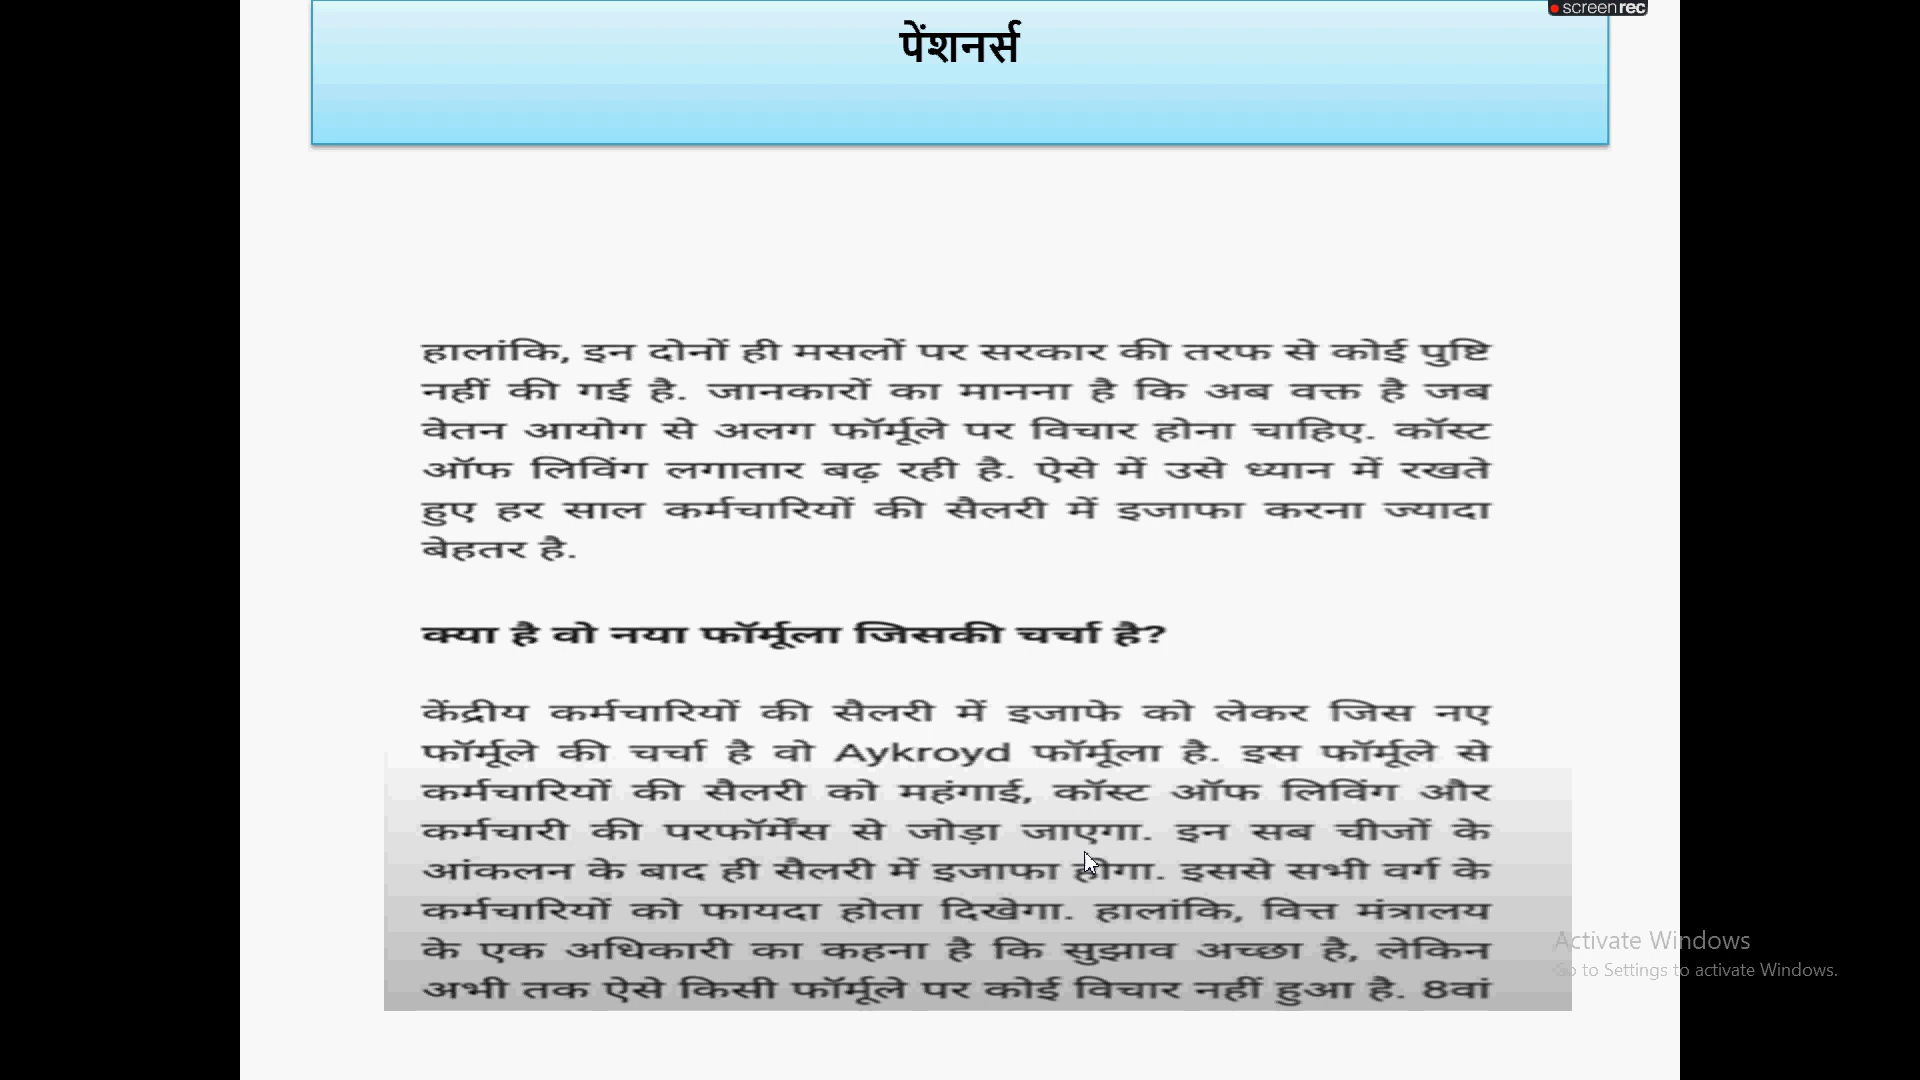 screenrec
पेंशनर्स
हालांकि, इन दोनों ही मसलों पर सरकार की तरफ से कोई पुष्टि
नहीं की गई है. जानकारों का मानना है कि अब वक्त है जब
वेतन आयोग से अलग फॉर्मूले पर विचार होना चाहिए. कॉस्ट
ऑफ लिविंग लगातार बढ़ रही है. ऐसे में उसे ध्यान में रखते
हुए हर साल कर्मचारियों की सैलरी में इजाफा करना ज्यादा
बेहतर है.
क्या है वो नया फॉर्मूला जिसकी चर्चा है?
केंद्रीय कर्मचारियों की सैलरी में इजाफे को लेकर जिस नए
फॉर्मूले की चर्चा है वो Aykroyd फॉर्मूला है. इस फॉर्मूले से
कर्मचारियों की सैलरी को महंगाई, कॉस्ट ऑफ लिविंग और
कर्मचारी की परफॉर्मेंस से जोड़ा जाएगा. इन सब चीजों के
आंकलन के बाद ही सैलरी में इजाफा होगा. इससे सभी वर्ग के
कर्मचारियों को फायदा होता दिखेगा. हालांकि, वित्त मंत्रालय
के एक अधिकारी का कहना है कि सुझाव अच्छा है, लेकिन
अभी तक ऐसे किसी फॉर्मूले पर कोई विचार नहीं हुआ है. 8वां
Activate Windows
Go to Settings to activate Windows.